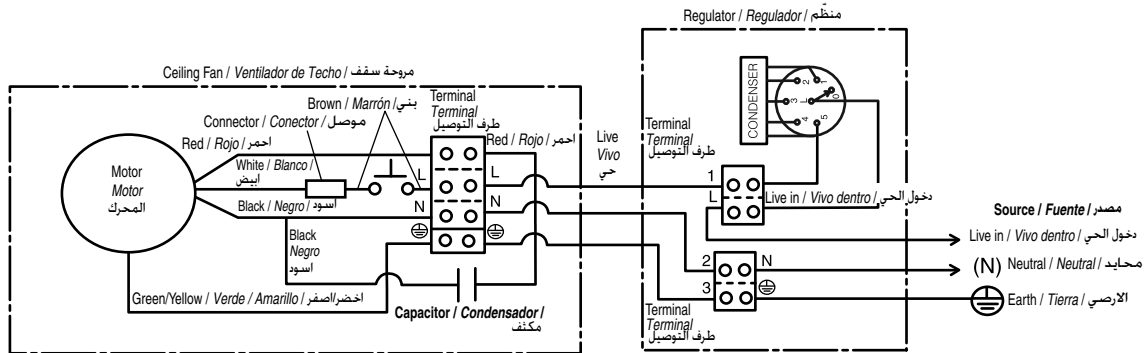 Regulator / Regulador / منظّم
Ceiling Fan / Ventilador de Techo / مروحة سقف
CONDENSER
2
1
3
L
0
4
5
Terminal
Terminal
طرف التوصيل
Brown / Marrón / بني
Connector / Conector / موصل
Red / Rojo / احمر
Red / Rojo / احمر
Live
Vivo
حي
Terminal
Terminal
طرف التوصيل
Motor
Motor
المحرك
White / Blanco /
ابيض
L
L
1
Black / Negro / اسود
N
N
L
Live in / Vivo dentro / دخول الحي
Source / Fuente / مصدر
Live in / Vivo dentro / دخول الحي
Black
Negro
اسود
2
N
(N) Neutral / Neutral / محايد
3
Earth / Tierra / الارصي
Green/Yellow / Verde / Amarillo / اخضر/اصفر
Capacitor / Condensador /
مكثف
Terminal
Terminal
طرف التوصيل